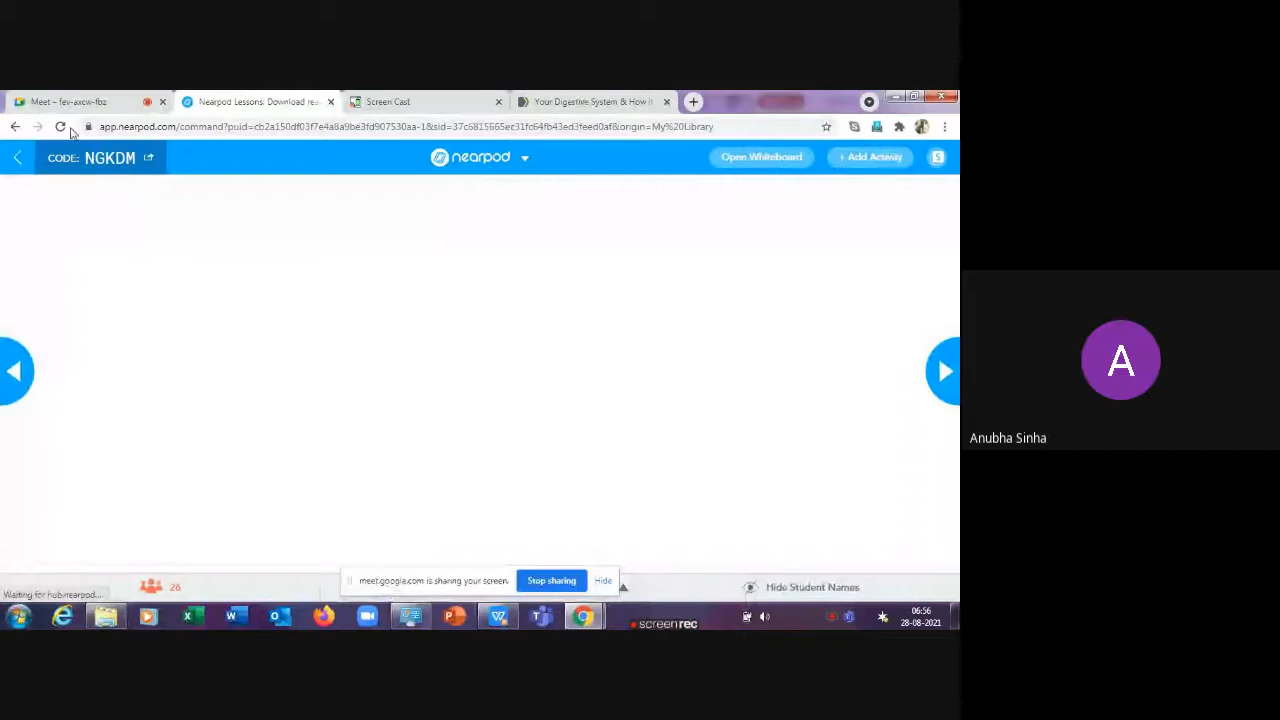 Meet – fev-axcw-fbz
Nearpod Lessons: Download rea
Screen Cast
Your Digestive System & How it
app.nearpod.com/command?puid=cb2a150df03f7e4a8a9be3fd907530aa-1&sid=37c6815665ec31fc64fb43ed3feed0af&origin=My%20Library
CODE: NGKDM
nearpod
Open Whiteboard
+ Add Activity
S
A
Anubha Sinha
meet.google.com is sharing your screen.
Stop sharing
Hide
26
Hide Student Names
Waiting for hub.nearpod...
screenrec
06:56
28-08-2021